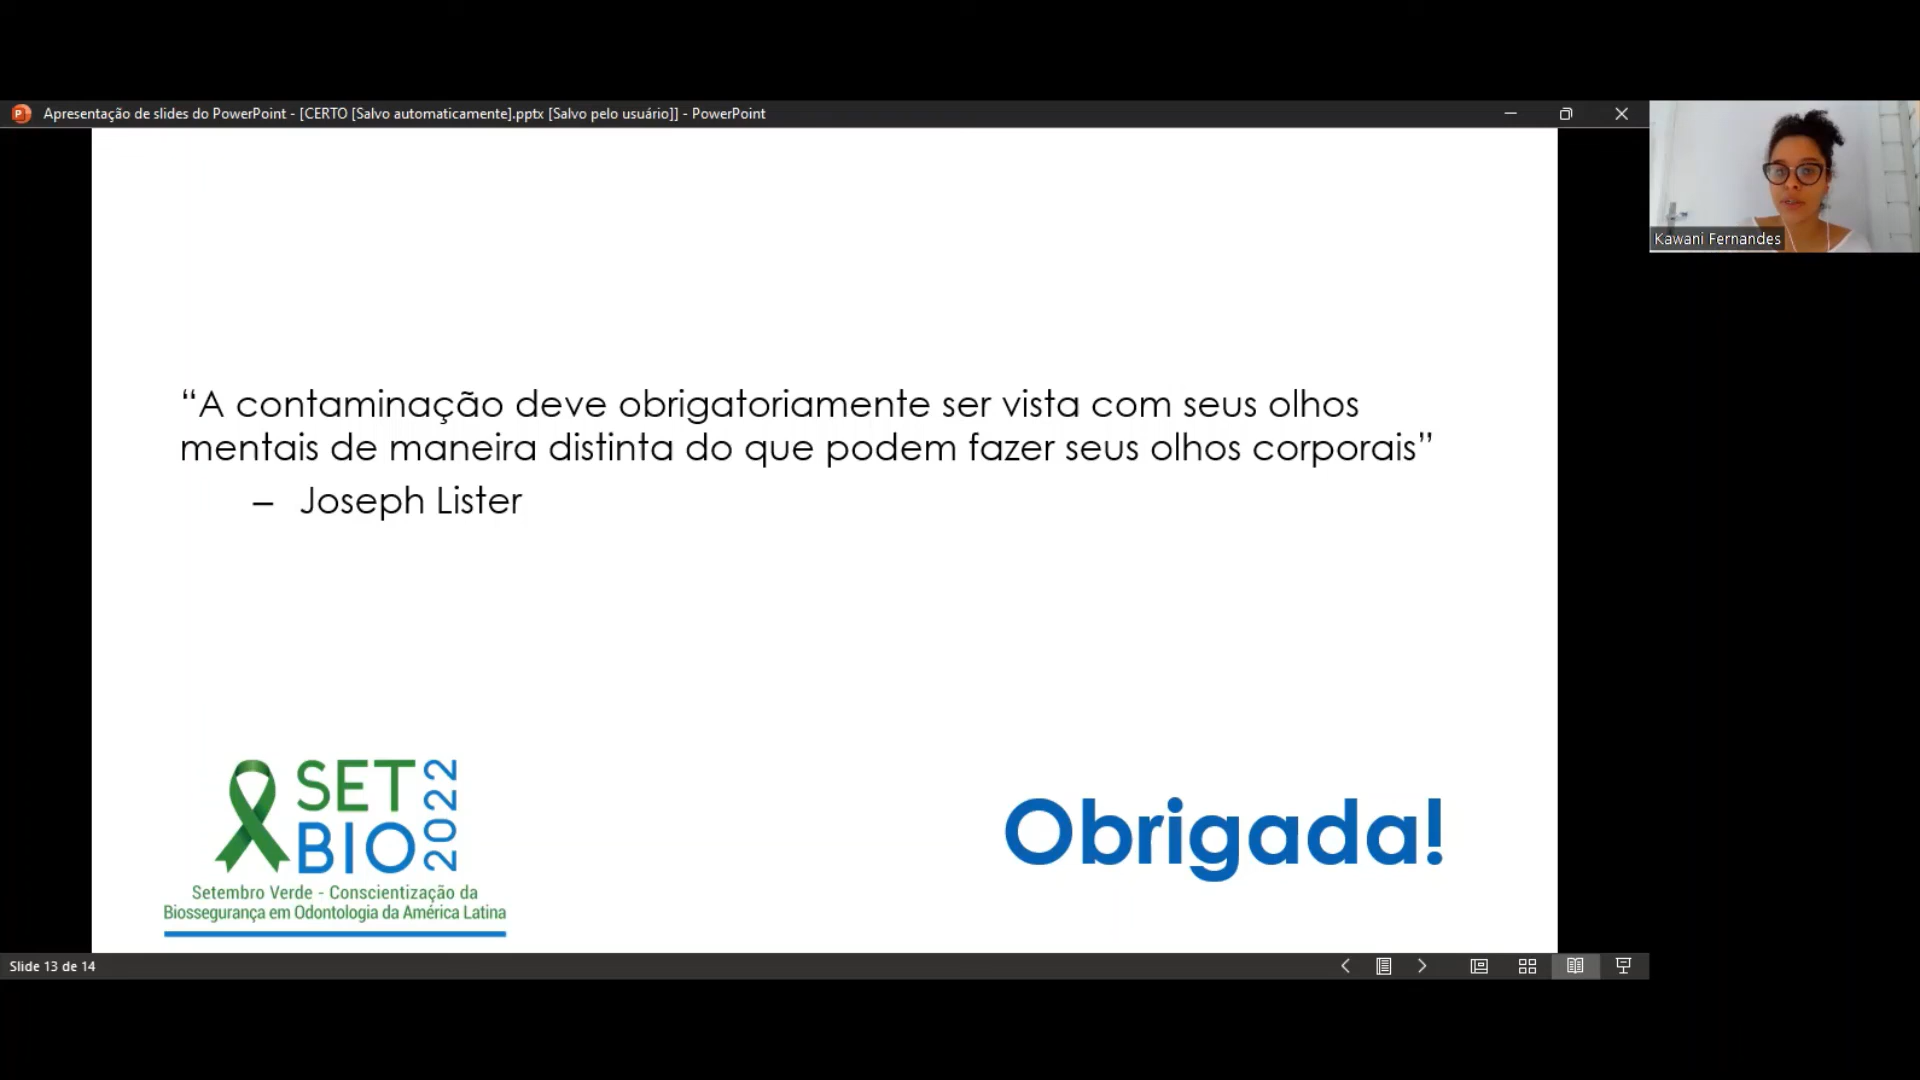 Apresentação de slides do PowerPoint - [CERTO [Salvo automaticamente].pptx [Salvo pelo usuário]] - PowerPoint
Kawani Fernandes
“A contaminação deve obrigatoriamente ser vista com seus olhos
mentais de maneira distinta do que podem fazer seus olhos corporais”
– Joseph Lister
SET
BIO
2022
Setembro Verde - Conscientização da
Biossegurança em Odontologia da América Latina
Obrigada!
Slide 13 de 14